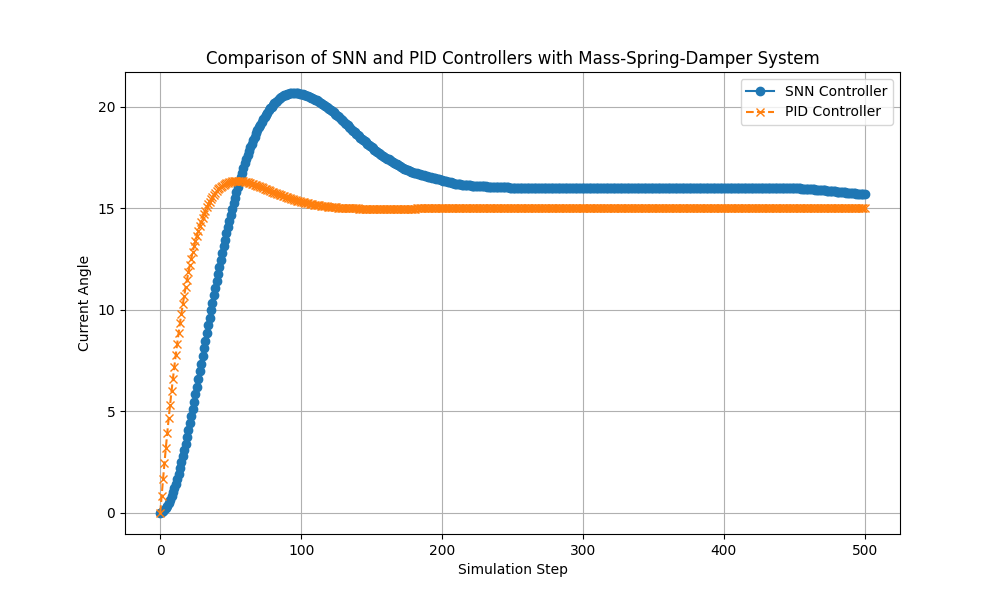 Comparison of SNN and PID Controllers with Mass-Spring-Damper System
SNN Controller
PID Controller
Current Angle
20
15
10
5
0
0 100 200 300 400 500
Simulation Step